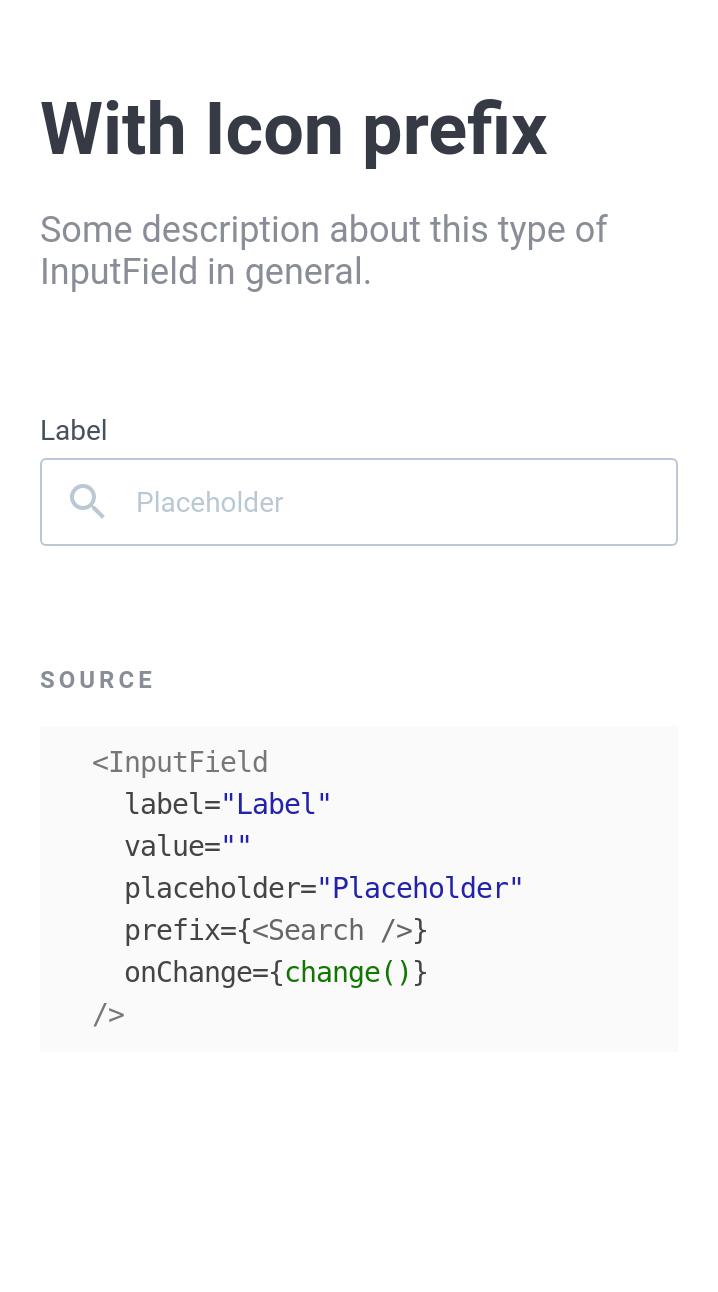 With Icon prefix
Some description about this type of
InputField in general.
Label
Placeholder
SOURCE
<InputField
  label="Label"
  value=""
  placeholder="Placeholder"
  prefix={<Search />}
  onChange={change()}
/>